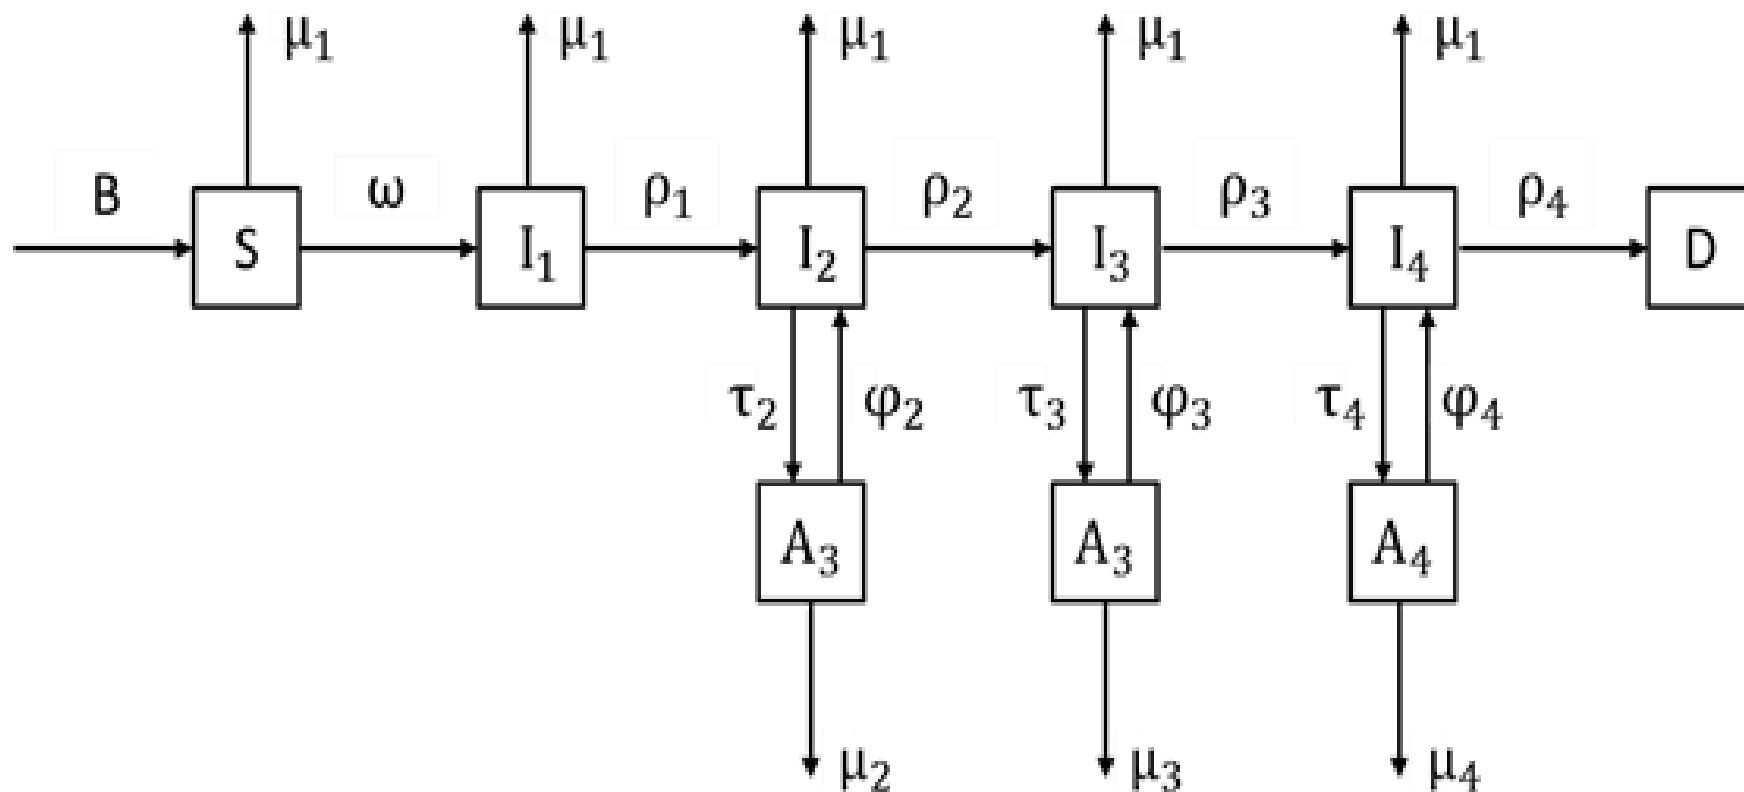 μ₁ μ₁ μ₁ μ₁ μ₁
B ω ρ₁ ρ₂ ρ₃ ρ₄
S I₁ I₂ I₃ I₄ D
τ₂ φ₂ τ₃ φ₃ τ₄ φ₄
A₃ A₃ A₄
μ₂ μ₃ μ₄